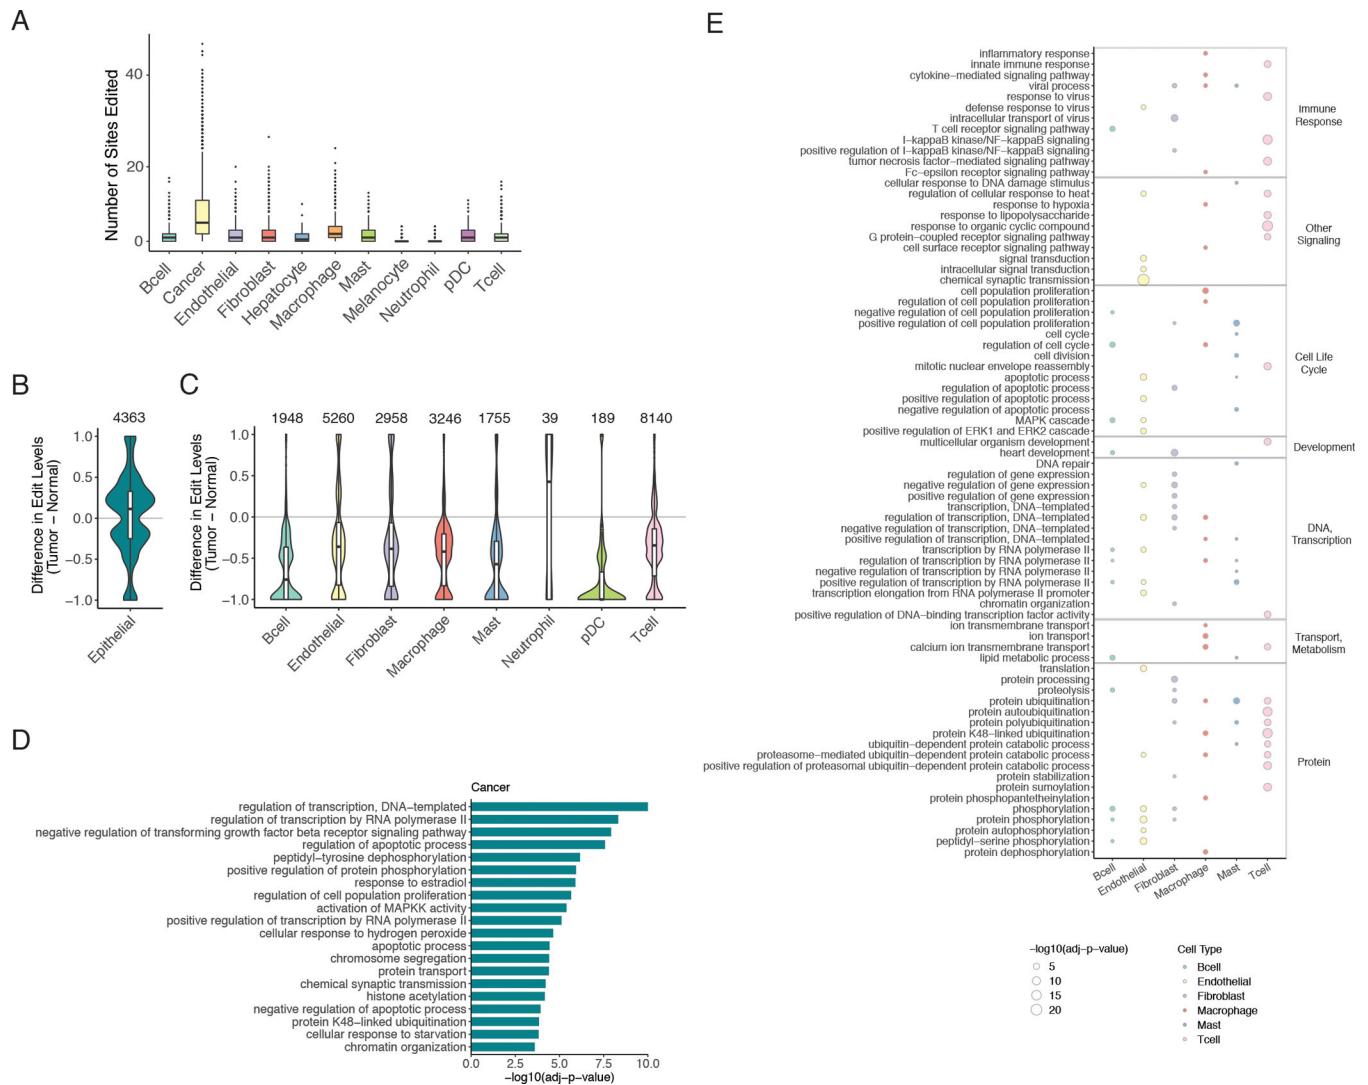 A
Number of Sites Edited
40
20
0
Bcell
Cancer
Endothelial
Fibroblast
Hepatocyte
Macrophage
Mast
Melanocyte
Neutrophil
pDC
Tcell
B
4363
Difference in Edit Levels
(Tumor − Normal)
1.0
0.5
0.0
−0.5
−1.0
Epithelial
C
1948 5260 2958 3246 1755 39 189 8140
Difference in Edit Levels
(Tumor − Normal)
1.0
0.0
−0.5
−1.0
Bcell
Endothelial
Fibroblast
Macrophage
Mast
Neutrophil
pDC
Tcell
D
Cancer
regulation of transcription, DNA−templated
regulation of transcription by RNA polymerase II
negative regulation of transforming growth factor beta receptor signaling pathway
regulation of apoptotic process
peptidyl−tyrosine dephosphorylation
positive regulation of protein phosphorylation
response to estradiol
regulation of cell population proliferation
activation of MAPKK activity
positive regulation of transcription by RNA polymerase II
cellular response to hydrogen peroxide
apoptotic process
chromosome segregation
protein transport
chemical synaptic transmission
histone acetylation
negative regulation of apoptotic process
protein K48−linked ubiquitination
cellular response to starvation
chromatin organization
0.0 2.5 5.0 7.5 10.0
−log10(adj−p−value)
E
inflammatory response
innate immune response
cytokine−mediated signaling pathway
viral process
response to virus
defense response to virus
intracellular transport of virus
T cell receptor signaling pathway
I−kappaB kinase/NF−kappaB signaling
positive regulation of I−kappaB kinase/NF−kappaB signaling
tumor necrosis factor−mediated signaling pathway
Fc−epsilon receptor signaling pathway
Immune
Response
cellular response to DNA damage stimulus
regulation of cellular response to heat
response to hypoxia
response to lipopolysaccharide
response to organic cyclic compound
G protein−coupled receptor signaling pathway
cell surface receptor signaling pathway
signal transduction
intracellular signal transduction
chemical synaptic transmission
Other
Signaling
cell population proliferation
regulation of cell population proliferation
negative regulation of cell population proliferation
positive regulation of cell population proliferation
cell cycle
regulation of cell cycle
cell division
mitotic nuclear envelope reassembly
apoptotic process
regulation of apoptotic process
positive regulation of apoptotic process
negative regulation of apoptotic process
MAPK cascade
positive regulation of ERK1 and ERK2 cascade
Cell Life
Cycle
multicellular organism development
heart development
Development
DNA repair
regulation of gene expression
negative regulation of gene expression
positive regulation of gene expression
transcription, DNA−templated
regulation of transcription, DNA−templated
negative regulation of transcription, DNA−templated
positive regulation of transcription, DNA−templated
transcription by RNA polymerase II
regulation of transcription by RNA polymerase II
negative regulation of transcription by RNA polymerase II
positive regulation of transcription by RNA polymerase II
transcription elongation from RNA polymerase II promoter
chromatin organization
positive regulation of DNA−binding transcription factor activity
DNA,
Transcription
ion transmembrane transport
ion transport
calcium ion transmembrane transport
lipid metabolic process
Transport,
Metabolism
translation
protein processing
proteolysis
protein ubiquitination
protein autoubiquitination
protein polyubiquitination
protein K48−linked ubiquitination
ubiquitin−dependent protein catabolic process
proteasome−mediated ubiquitin−dependent protein catabolic process
positive regulation of proteasomal ubiquitin−dependent protein catabolic process
protein stabilization
protein sumoylation
protein phosphopantetheinylation
phosphorylation
protein phosphorylation
protein autophosphorylation
peptidyl−serine phosphorylation
protein dephosphorylation
Protein
Bcell
Endothelial
Fibroblast
Macrophage
Mast
Tcell
−log10(adj−p−value)
5
10
15
20
Cell Type
Bcell
Endothelial
Fibroblast
Macrophage
Mast
Tcell